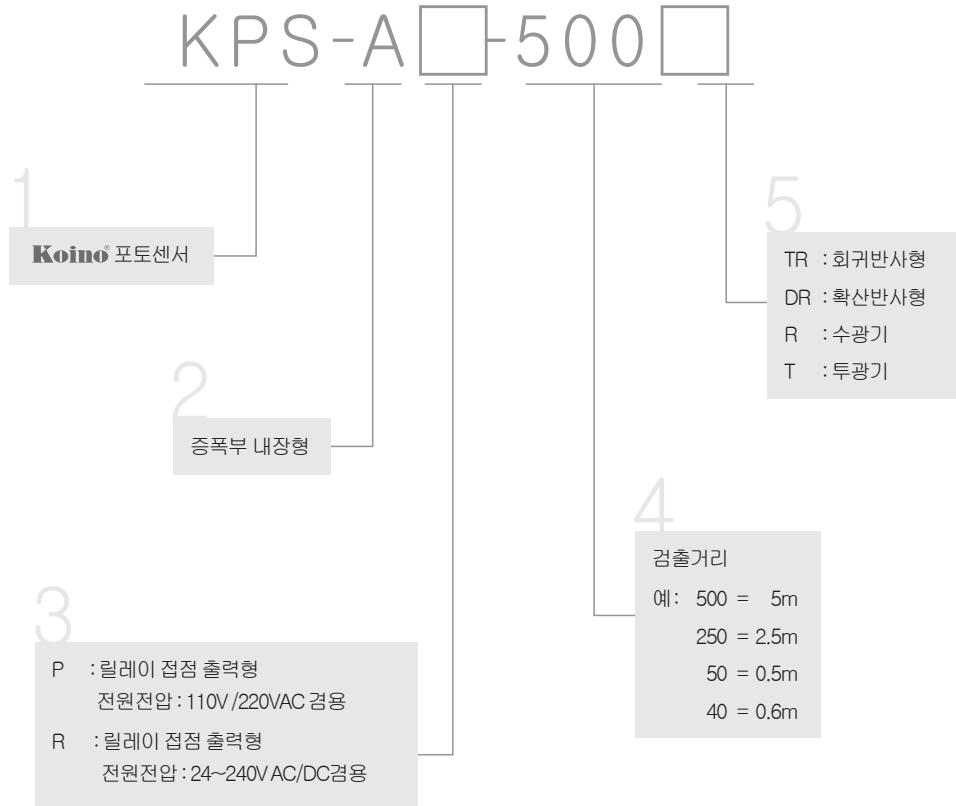 KPS-A□-500□
1
Koino® 포토센서
2
증폭부 내장형
3
P : 릴레이 접점 출력형
전원전압 : 110V /220VAC 겸용
R : 릴레이 접점 출력형
전원전압 : 24~240V AC/DC겸용
4
검출거리
예: 500 = 5m
250 = 2.5m
50 = 0.5m
40 = 0.6m
5
TR : 회귀반사형
DR : 확산반사형
R : 수광기
T : 투광기